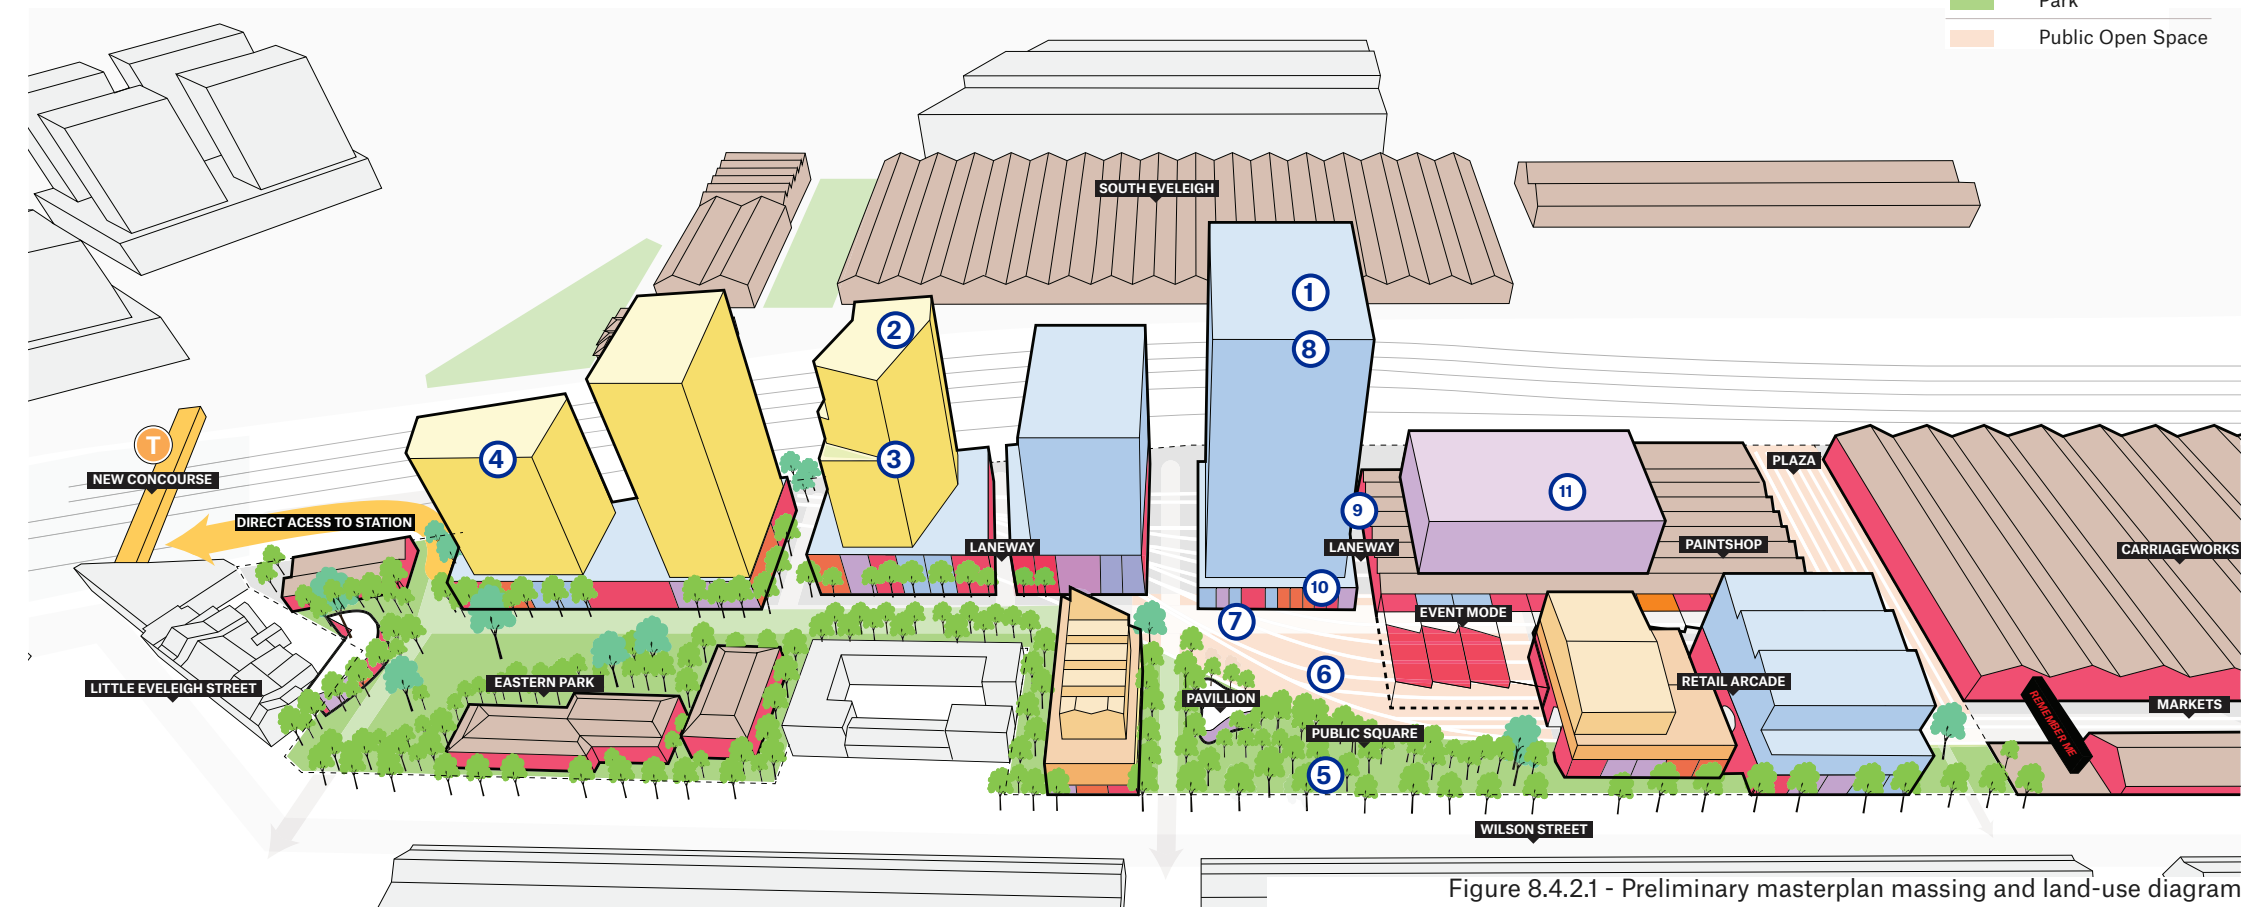 Park
Public Open Space
SOUTH EVELEIGH
1
2
8
T
4
3
NEW CONCOURSE
PLAZA
11
9
DIRECT ACESS TO STATION
LANEWAY
LANEWAY
PAINTSHOP
CARRIAGEWORKS
10
EVENT MODE
7
6
EASTERN PARK
RETAIL ARCADE
LITTLE EVELEIGH STREET
PAVILLION
REMEMBER ME
MARKETS
PUBLIC SQUARE
5
WILSON STREET
Figure 8.4.2.1 - Preliminary masterplan massing and land-use diagram